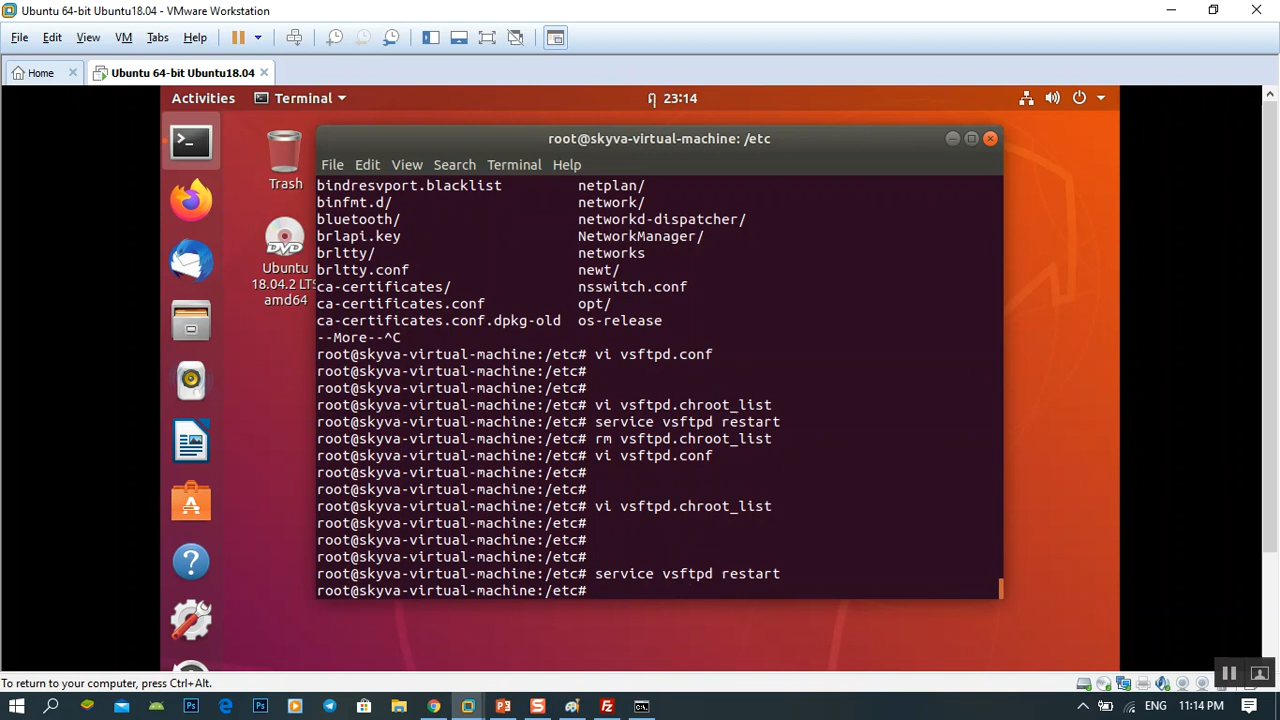 Ubuntu 64-bit Ubuntu18.04 - VMware Workstation
File Edit View VM Tabs Help
Home
Ubuntu 64-bit Ubuntu18.04
Activities Terminal ฤ 23:14
root@skyva-virtual-machine: /etc
File Edit View Search Terminal Help
Trash
DVD
Ubuntu
18.04.2 LTS
amd64
bindresvport.blacklist netplan/
binfmt.d/ network/
bluetooth/ networkd-dispatcher/
brlapi.key NetworkManager/
brltty/ networks
brltty.conf newt/
ca-certificates/ nsswitch.conf
ca-certificates.conf opt/
ca-certificates.conf.dpkg-old os-release
--More--^C
root@skyva-virtual-machine:/etc# vi vsftpd.conf
root@skyva-virtual-machine:/etc#
root@skyva-virtual-machine:/etc#
root@skyva-virtual-machine:/etc# vi vsftpd.chroot_list
root@skyva-virtual-machine:/etc# service vsftpd restart
root@skyva-virtual-machine:/etc# rm vsftpd.chroot_list
root@skyva-virtual-machine:/etc# vi vsftpd.conf
root@skyva-virtual-machine:/etc#
root@skyva-virtual-machine:/etc#
root@skyva-virtual-machine:/etc# vi vsftpd.chroot_list
root@skyva-virtual-machine:/etc#
root@skyva-virtual-machine:/etc#
root@skyva-virtual-machine:/etc#
root@skyva-virtual-machine:/etc# service vsftpd restart
root@skyva-virtual-machine:/etc#
To return to your computer, press Ctrl+Alt.
ENG 11:14 PM